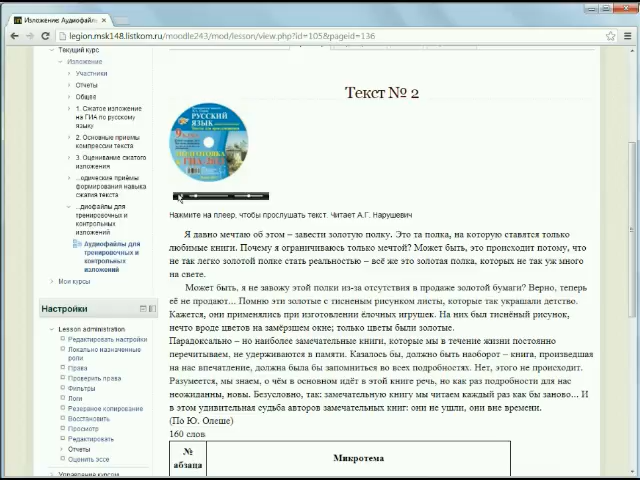 Изложение Аудиофайл
legion.msk148.listkom.ru/moodle243/mod/lesson/view.php?id=105&pageid=136
Текущий курс
Изложение
Участники
Отчеты
Общее
1. Сжатое изложение
на ГИА по русскому
языку
2. Основные приемы
компрессии текста
3. Оценивание сжатого
изложения
...одические приёмы
формирования навыка
сжатия текста
...диофайлы для
тренировочных и
контрольных
изложений
Аудиофайлы для
тренировочных и
контрольных
изложений
Мои курсы
Настройки
Lesson administration
Редактировать настройки
Локально назначенные
роли
Права
Проверить права
Фильтры
Логи
Резервное копирование
Восстановить
Просмотр
Редактировать
Отчеты
Оценить эссе
Управление курсом
Текст № 2
РУССКИЙ
ЯЗЫК
Нажмите на плеер, чтобы прослушать текст. Читает А.Г. Нарушевич
Я давно мечтаю об этом – завести золотую полку. Это та полка, на которую ставятся только
любимые книги. Почему я ограничиваюсь только мечтой? Может быть, это происходит потому, что
не так легко золотой полке стать реальностью – всё же это золотая полка, которых не так уж много
на свете.
Может быть, я не завожу этой полки из-за отсутствия в продаже золотой бумаги? Верно, теперь
её не продают... Помню эти золотые с тисненым рисунком листы, которые так украшали детство.
Кажется, они применялись при изготовлении ёлочных игрушек. На них был тиснёный рисунок,
нечто вроде цветов на замёрзшем окне; только цветы были золотые.
Парадоксально – но наиболее замечательные книги, которые мы в течение жизни постоянно
перечитываем, не удерживаются в памяти. Казалось бы, должно быть наоборот – книга, произведшая
на нас впечатление, должна была бы запомниться во всех подробностях. Нет, этого не происходит.
Разумеется, мы знаем, о чём в основном идёт в этой книге речь, но как раз подробности для нас
неожиданны, новы. Безусловно, так: замечательную книгу мы читаем каждый раз как бы заново... И
в этом удивительная судьба авторов замечательных книг: они не ушли, они вне времени.
(По Ю. Олеше)
160 слов
№
абзаца
Микротема